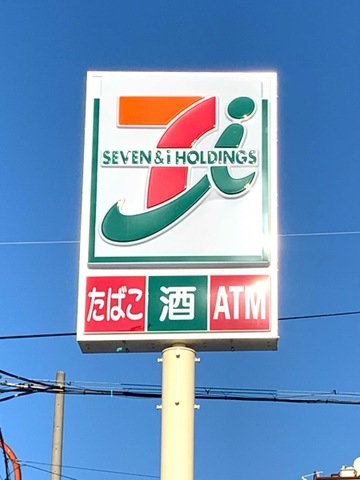 7i
SEVEN & i HOLDINGS
たばこ 酒 ATM